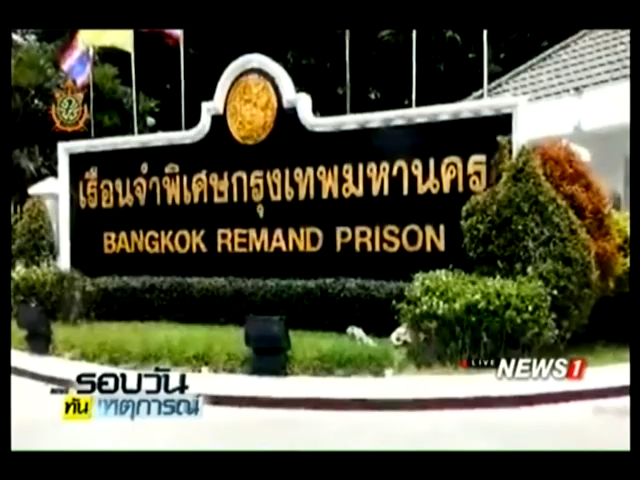 เรือนจำพิเศษกรุงเทพมหานคร
BANGKOK REMAND PRISON
LIVE NEWS1
รอบวัน
ทัน เหตุการณ์